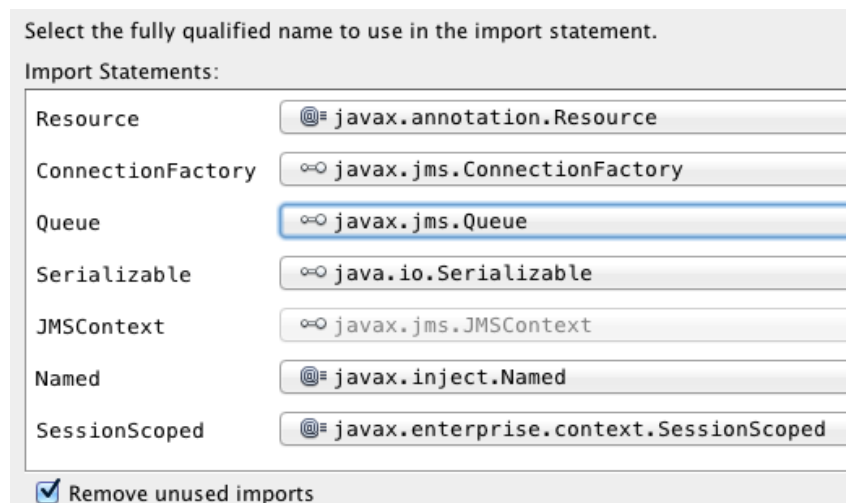 Select the fully qualified name to use in the import statement.
Import Statements:
Resource javax.annotation.Resource
ConnectionFactory javax.jms.ConnectionFactory
Queue javax.jms.Queue
Serializable java.io.Serializable
JMSContext javax.jms.JMSContext
Named javax.inject.Named
SessionScoped javax.enterprise.context.SessionScoped
Remove unused imports